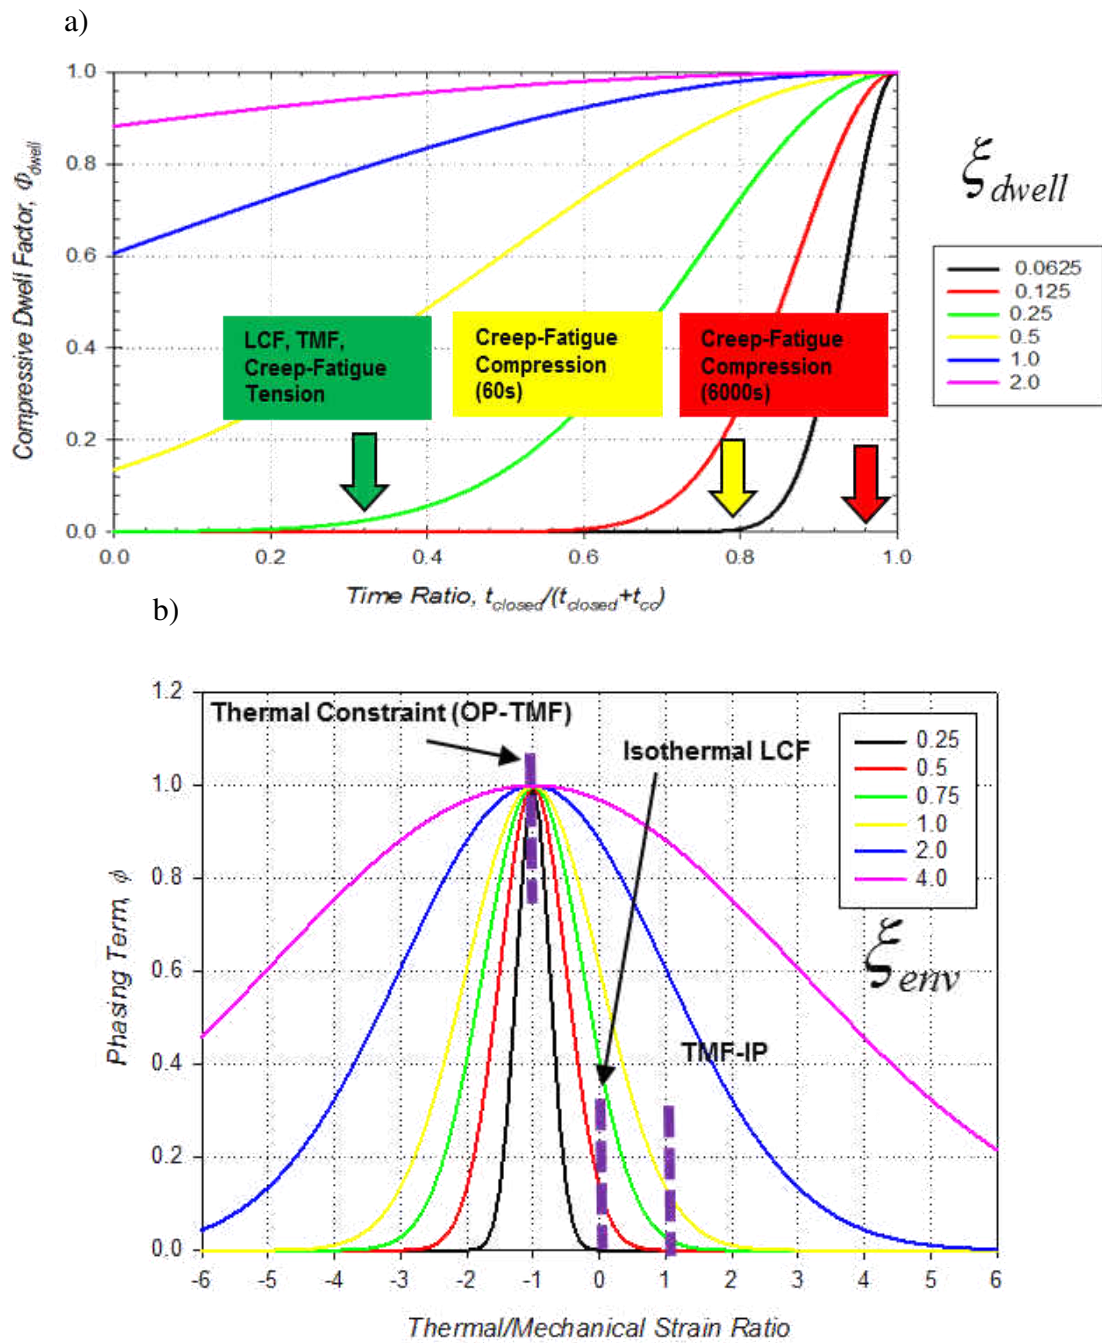 a)
1.0
0.8
0.6
0.4
0.2
0.0
Compressive Dwell Factor, Φdwell
LCF, TMF,
Creep-Fatigue
Tension
Creep-Fatigue
Compression
(60s)
Creep-Fatigue
Compression
(6000s)
0.0 0.2 0.4 0.6 0.8 1.0
Time Ratio, tclosed/(tclosed+tcc)
ξdwell
0.0625
0.125
0.25
0.5
1.0
2.0
b)
1.2
1.0
0.8
0.6
0.4
0.2
0.0
Phasing Term, ϕ
Thermal Constraint (OP-TMF)
Isothermal LCF
TMF-IP
0.25
0.5
0.75
1.0
2.0
4.0
ξenv
-6 -5 -4 -3 -2 -1 0 1 2 3 4 5 6
Thermal/Mechanical Strain Ratio